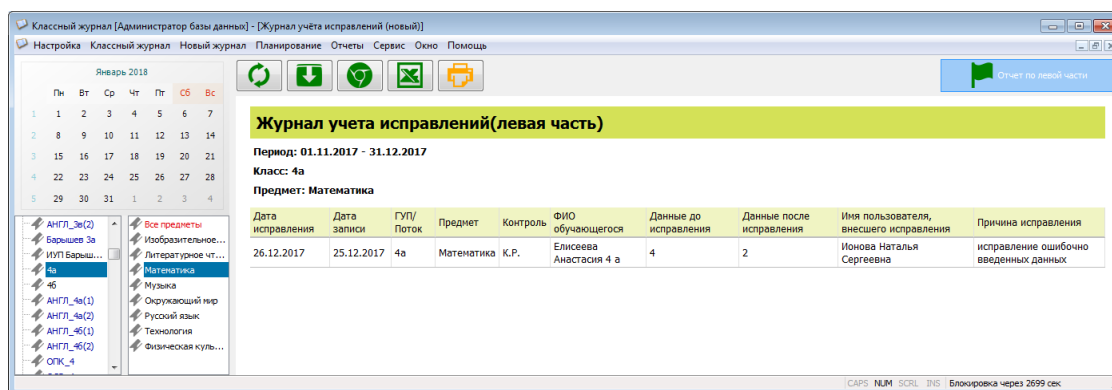 Классный журнал [Администратор базы данных] - [Журнал учёта исправлений (новый)]
Настройка Классный журнал Новый журнал Планирование Отчеты Сервис Окно Помощь
Январь 2018
Пн Вт Ср Чт Пт Сб Вс
1 1 2 3 4 5 6 7
2 8 9 10 11 12 13 14
3 15 16 17 18 19 20 21
4 22 23 24 25 26 27 28
5 29 30 31 1 2 3 4
АНГЛ_3в(2)
Барышев 3а
ИУП Барыш...
4а
4б
АНГЛ_4а(1)
АНГЛ_4а(2)
АНГЛ_4б(1)
АНГЛ_4б(2)
ОПК_4
Все предметы
Изобразительное...
Литературное чт...
Математика
Музыка
Окружающий мир
Русский язык
Технология
Физическая куль...
Отчет по левой части
Журнал учета исправлений(левая часть)
Период: 01.11.2017 - 31.12.2017
Класс: 4а
Предмет: Математика
Дата исправления Дата записи ГУП/ Поток Предмет Контроль ФИО обучающегося Данные до исправления Данные после исправления Имя пользователя, внесшего исправления Причина исправления
26.12.2017 25.12.2017 4а Математика К.Р. Елисеева Анастасия 4 а 4 2 Ионова Наталья Сергеевна исправление ошибочно введенных данных
CAPS NUM SCRL INS Блокировка через 2699 сек